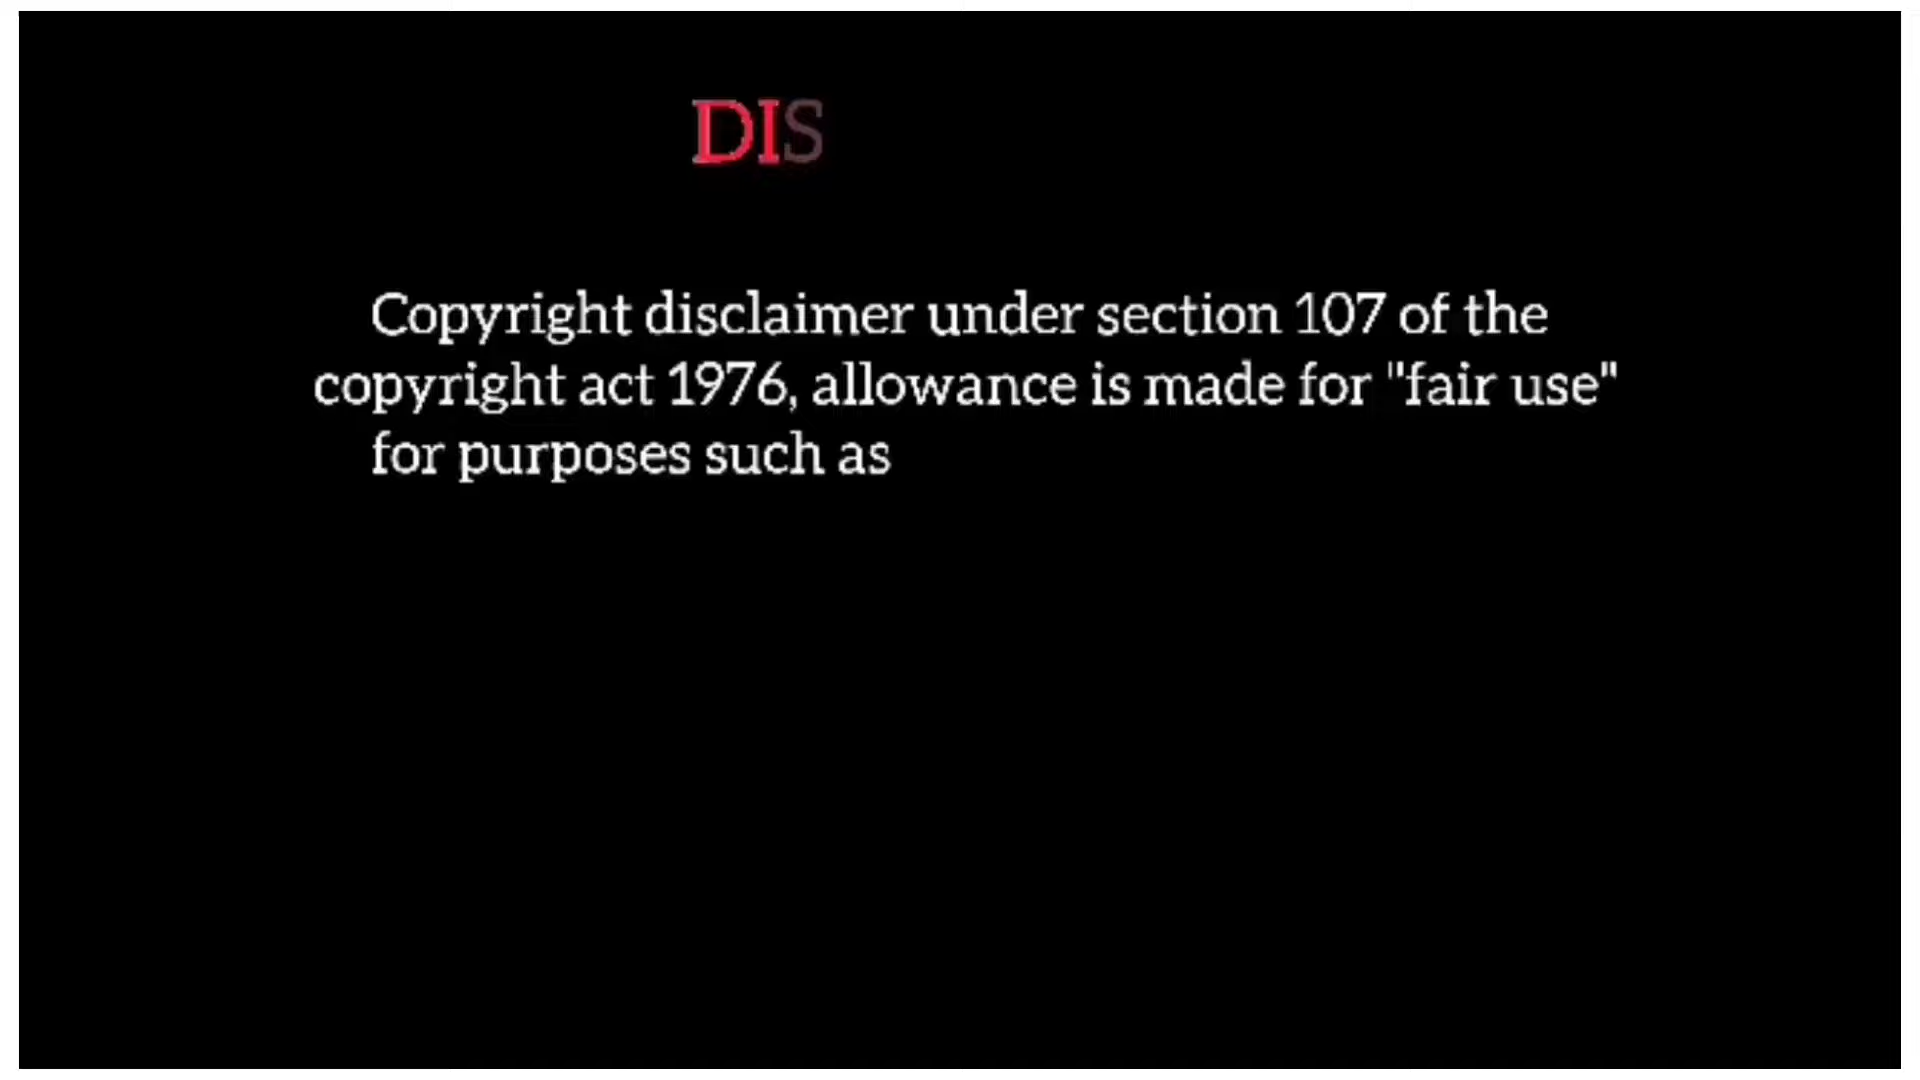 DIS
Copyright disclaimer under section 107 of the
copyright act 1976, allowance is made for "fair use"
for purposes such as